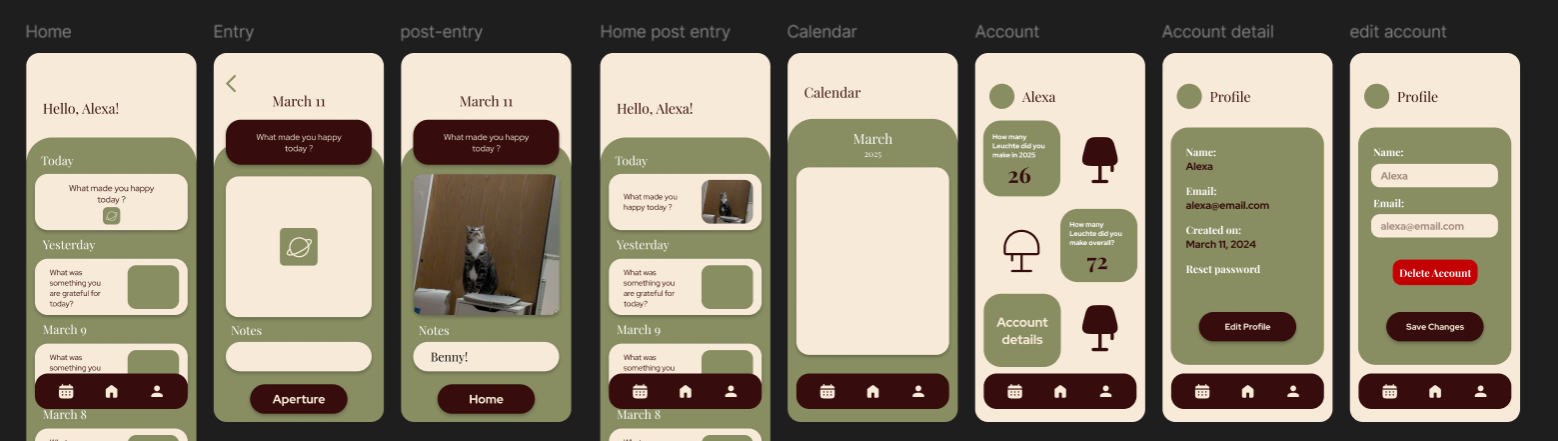 Home
Hello, Alexa!
Today
What made you happy
today ?
Yesterday
What was
something you
are grateful for
today?
March 9
What was
something you
March 8
What was
Entry
March 11
What made you happy
today ?
Notes
Aperture
post-entry
March 11
What made you happy
today ?
Notes
Benny!
Home
Home post entry
Hello, Alexa!
Today
What made you
happy today ?
Yesterday
What was
something you
are grateful for
today?
March 9
What was
something you
March 8
What was
Calendar
Calendar
March
2025
Account
Alexa
How many
Leuchte did you
make in 2025
26
How many
Leuchte did you
make overall?
72
Account
details
Account detail
Profile
Name:
Alexa
Email:
alexa@email.com
Created on:
March 11, 2024
Reset password
Edit Profile
edit account
Profile
Name:
Alexa
Email:
alexa@email.com
Delete Account
Save Changes